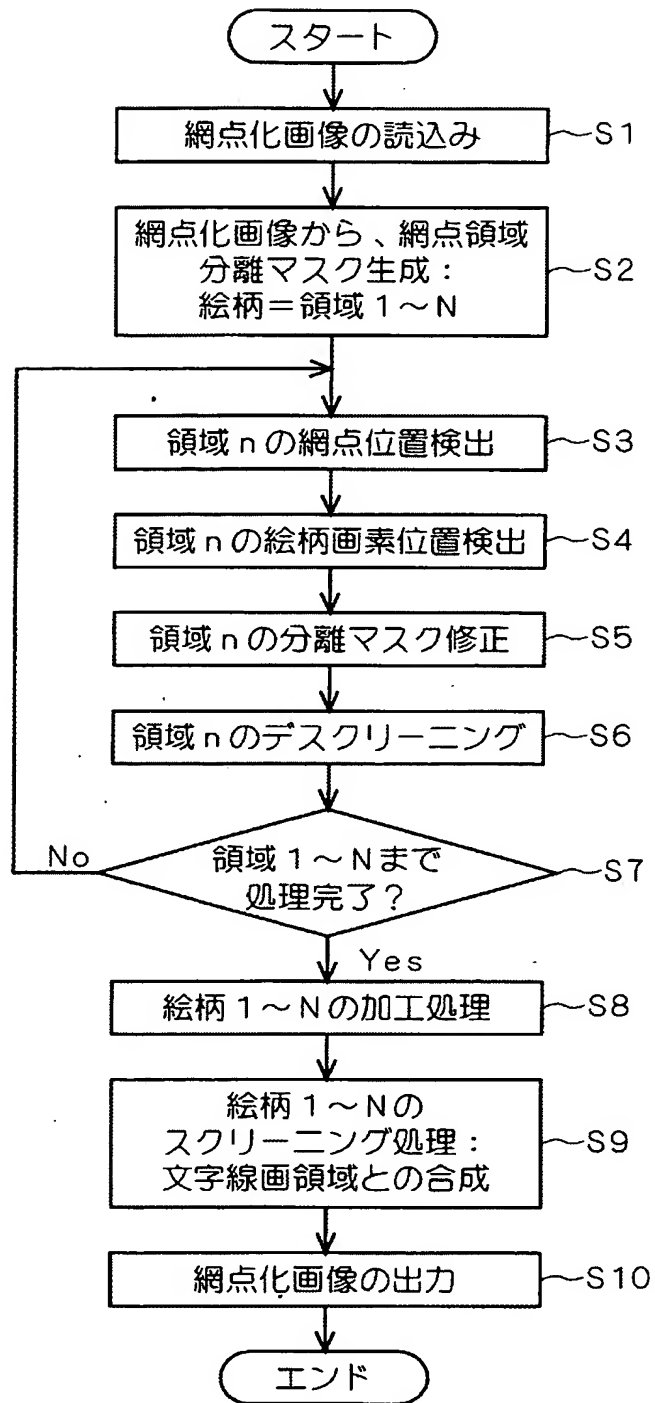 スタート
網点化画像の読込み
S1
網点化画像から、網点領域
分離マスク生成:
絵柄=領域1~N
S2
領域nの網点位置検出
S3
領域nの絵柄画素位置検出
S4
領域nの分離マスク修正
S5
領域nのデスクリーニング
S6
領域1~Nまで
処理完了?
S7
No
Yes
絵柄1~Nの加工処理
S8
絵柄1~Nの
スクリーニング処理:
文字線画領域との合成
S9
網点化画像の出力
S10
エンド